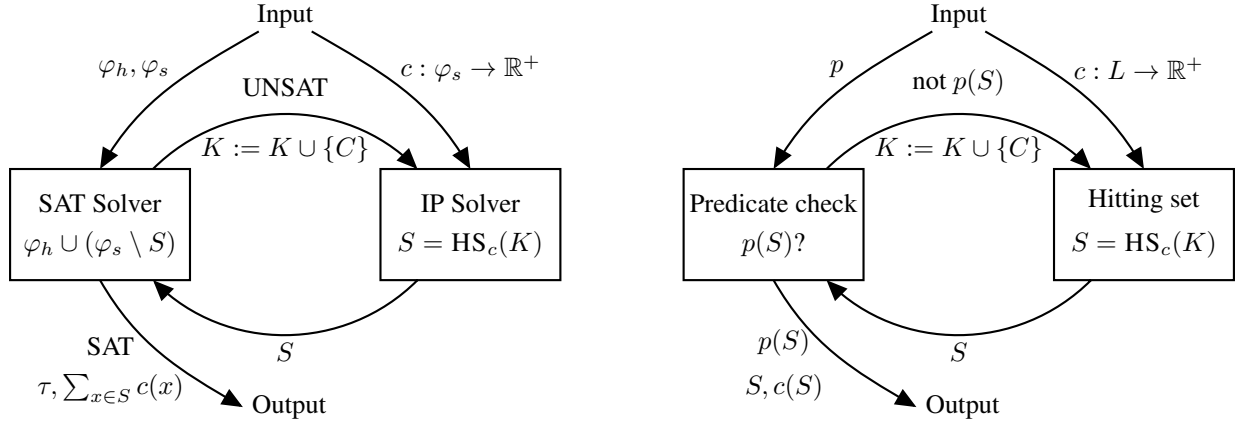 Input
φ_h, φ_s
c : φ_s → ℝ⁺
UNSAT
K := K ∪ {C}
SAT Solver
φ_h ∪ (φ_s \ S)
IP Solver
S = HS_c(K)
S
SAT
τ, ∑_{x∈S} c(x)
Output
Input
p
c : L → ℝ⁺
not p(S)
K := K ∪ {C}
Predicate check
p(S)?
Hitting set
S = HS_c(K)
S
p(S)
S, c(S)
Output